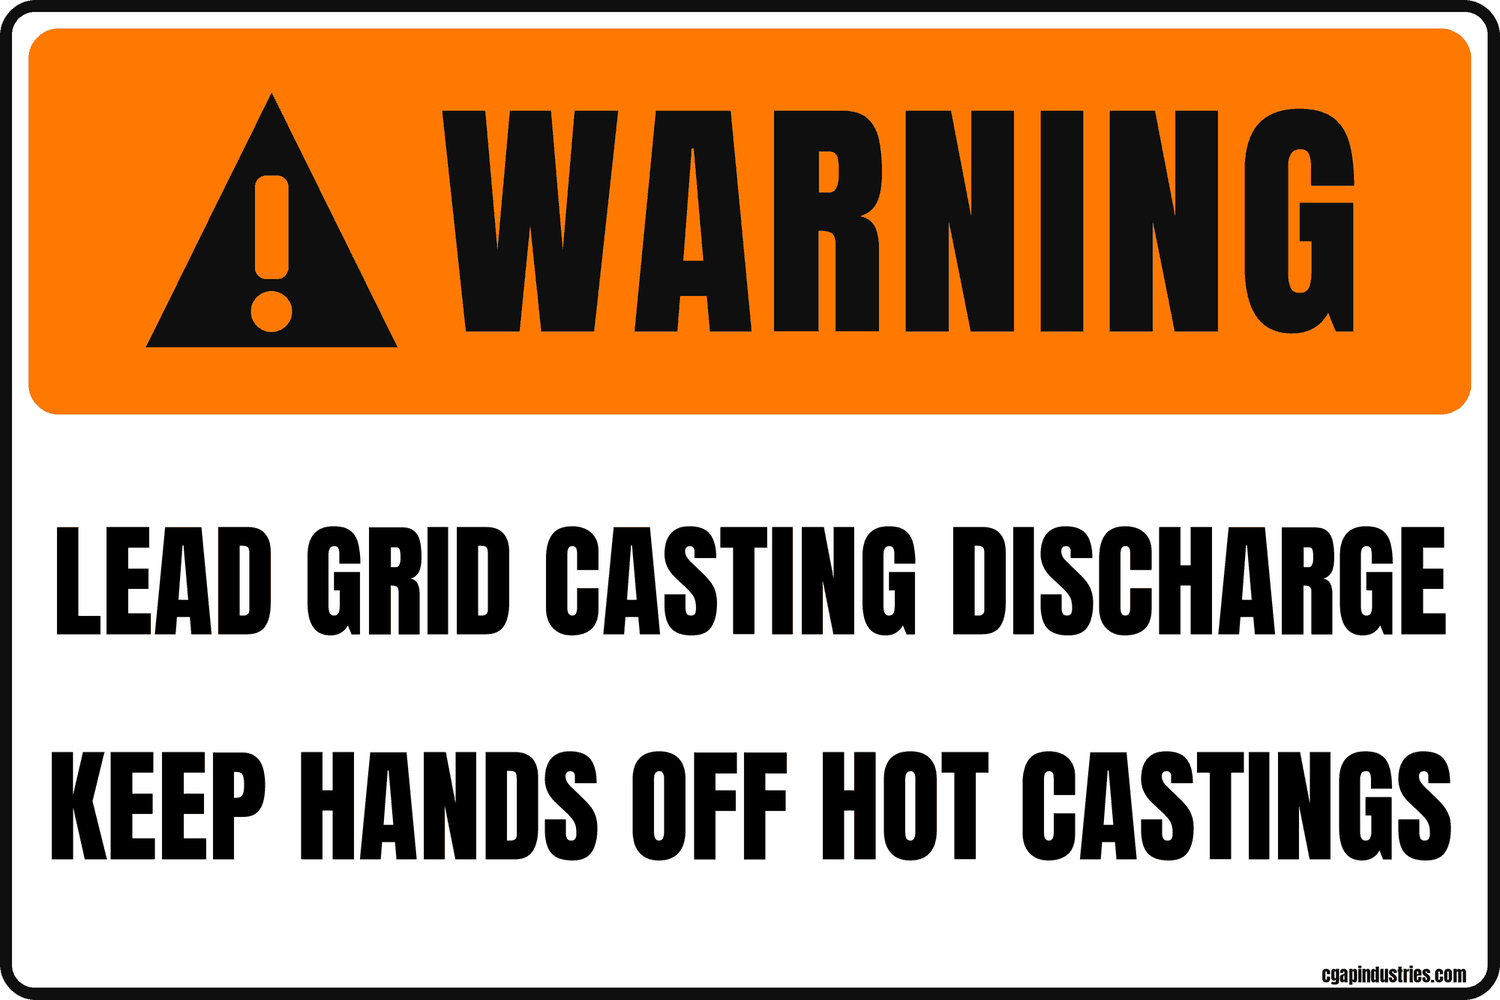 WARNING
LEAD GRID CASTING DISCHARGE
KEEP HANDS OFF HOT CASTINGS
cgapindustries.com